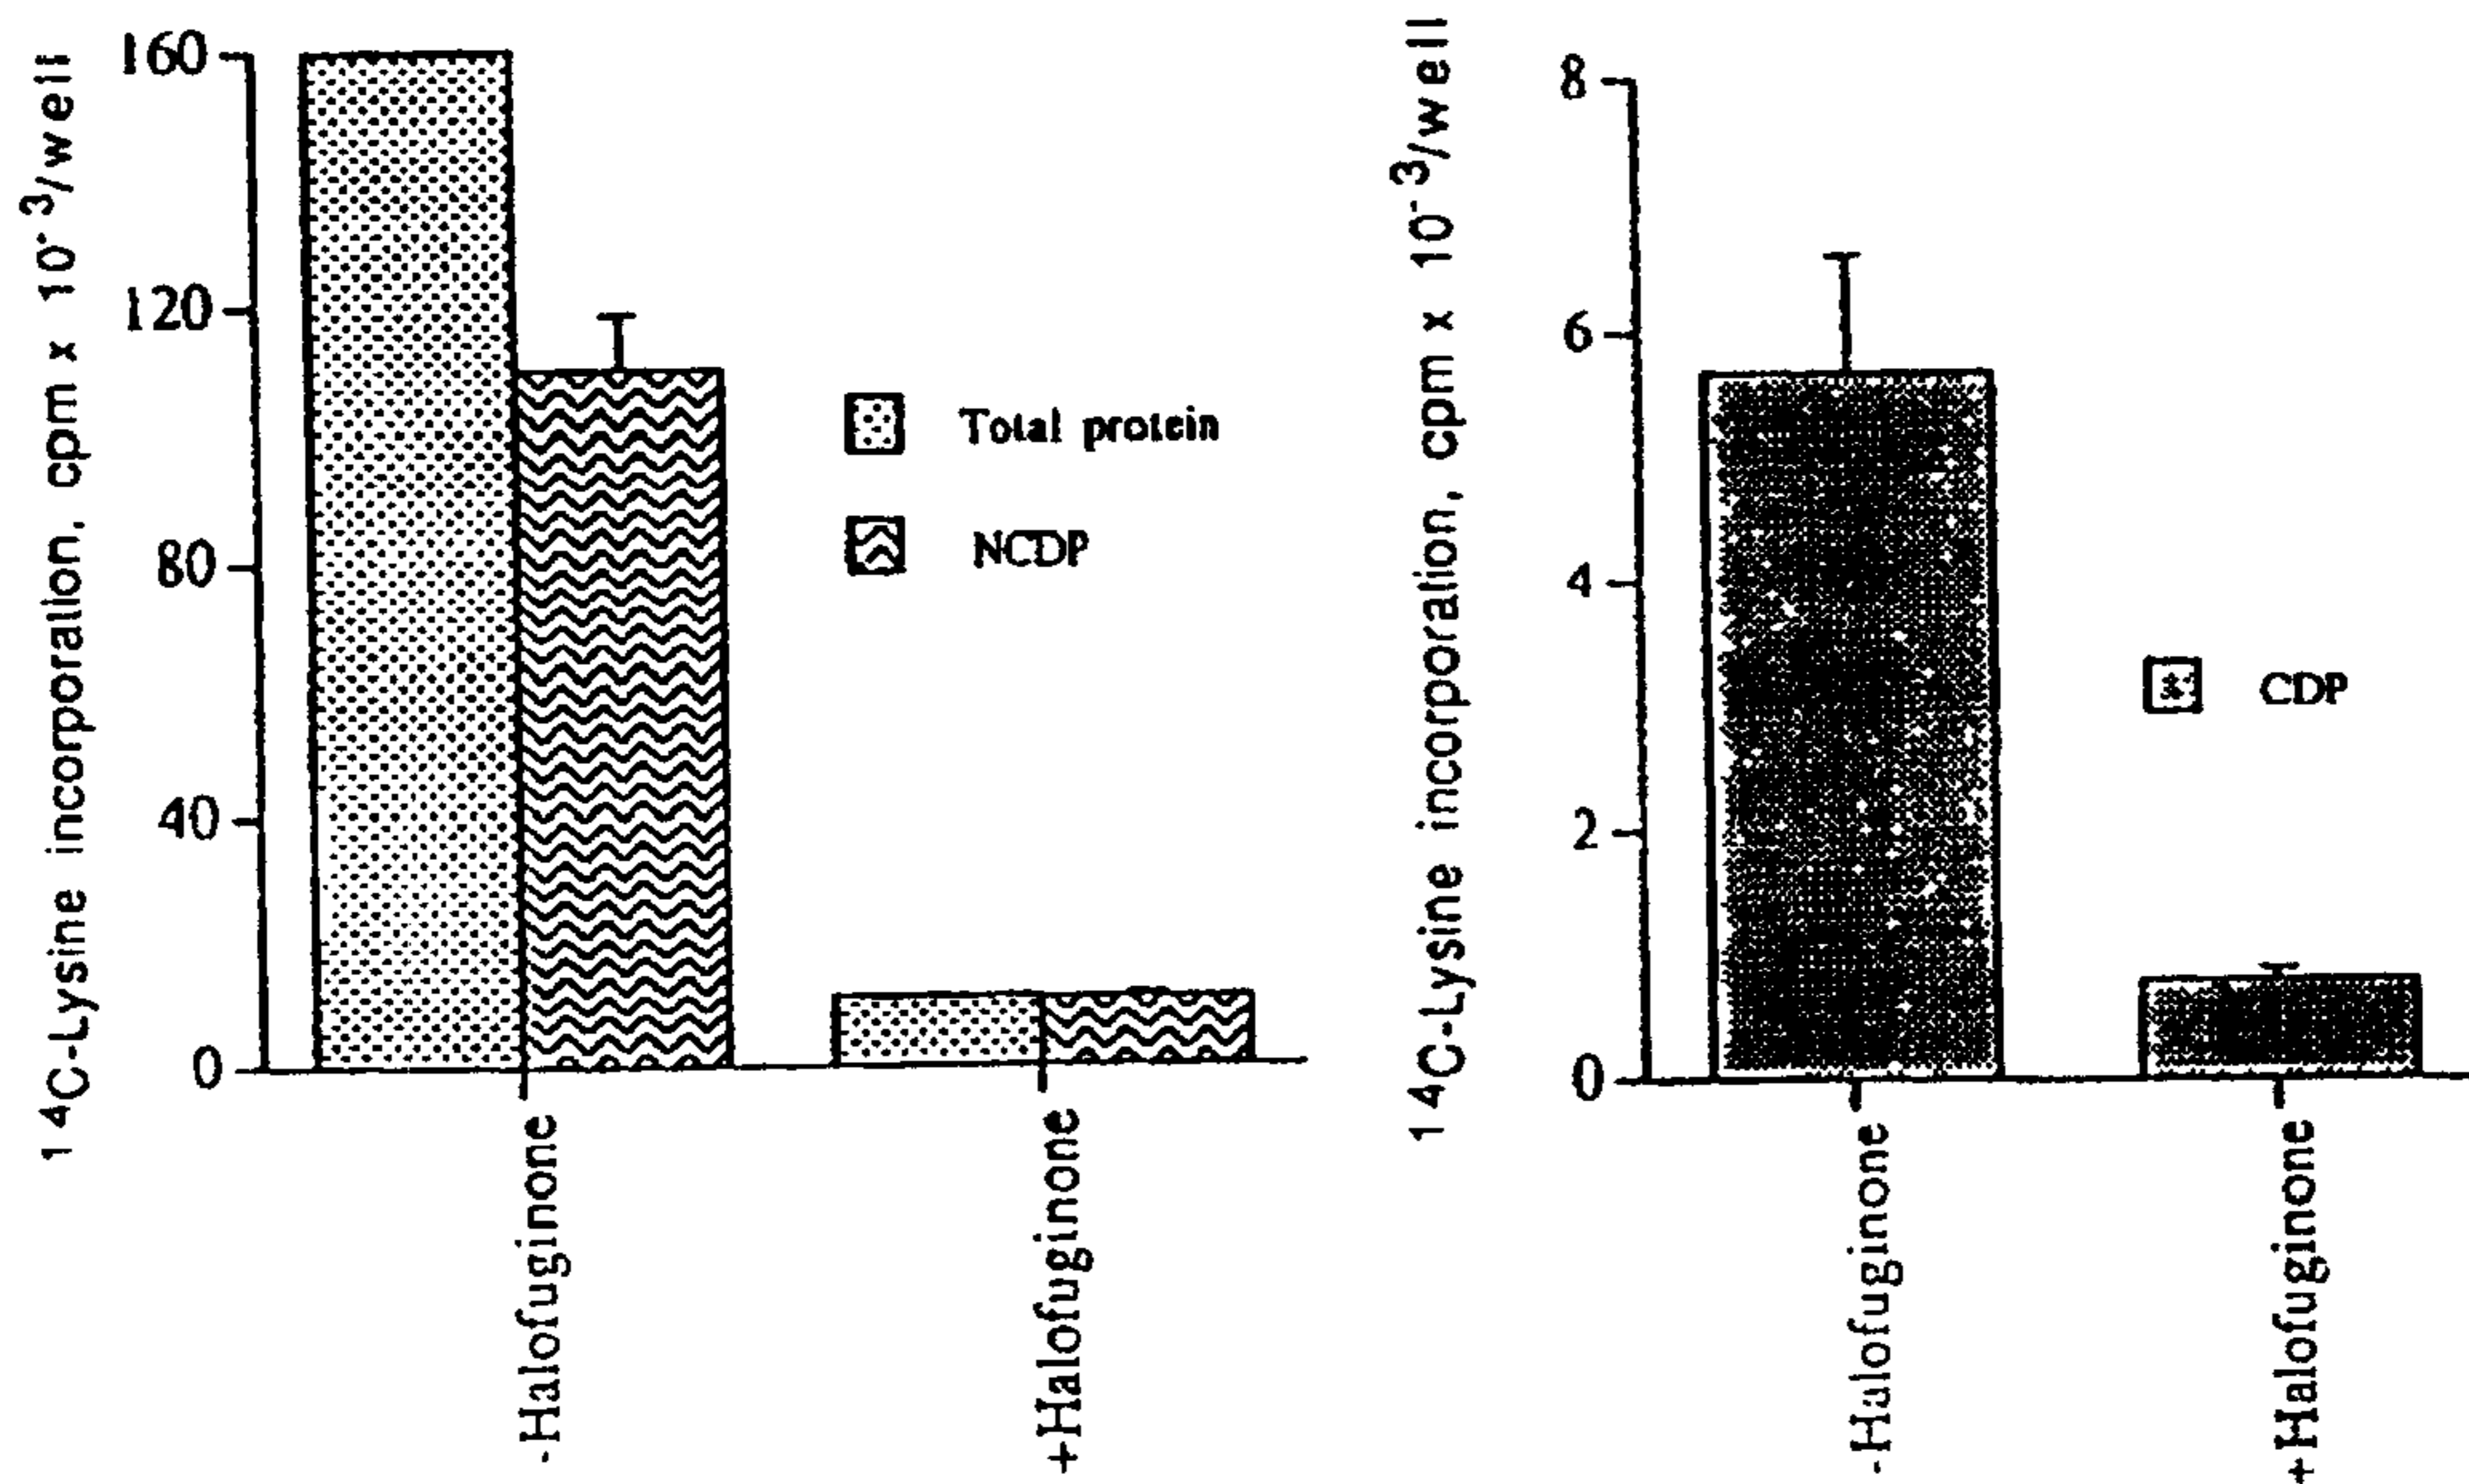 14C-Lysine incorporation, cpm x 10-3/well
160
120
80
40
0
Total protein
NCDP
-Halofuginone
+Halofuginone
14C-Lysine incorporation, cpm x 10-3/well
8
6
4
2
0
CDP
-Halofuginone
+Halofuginone